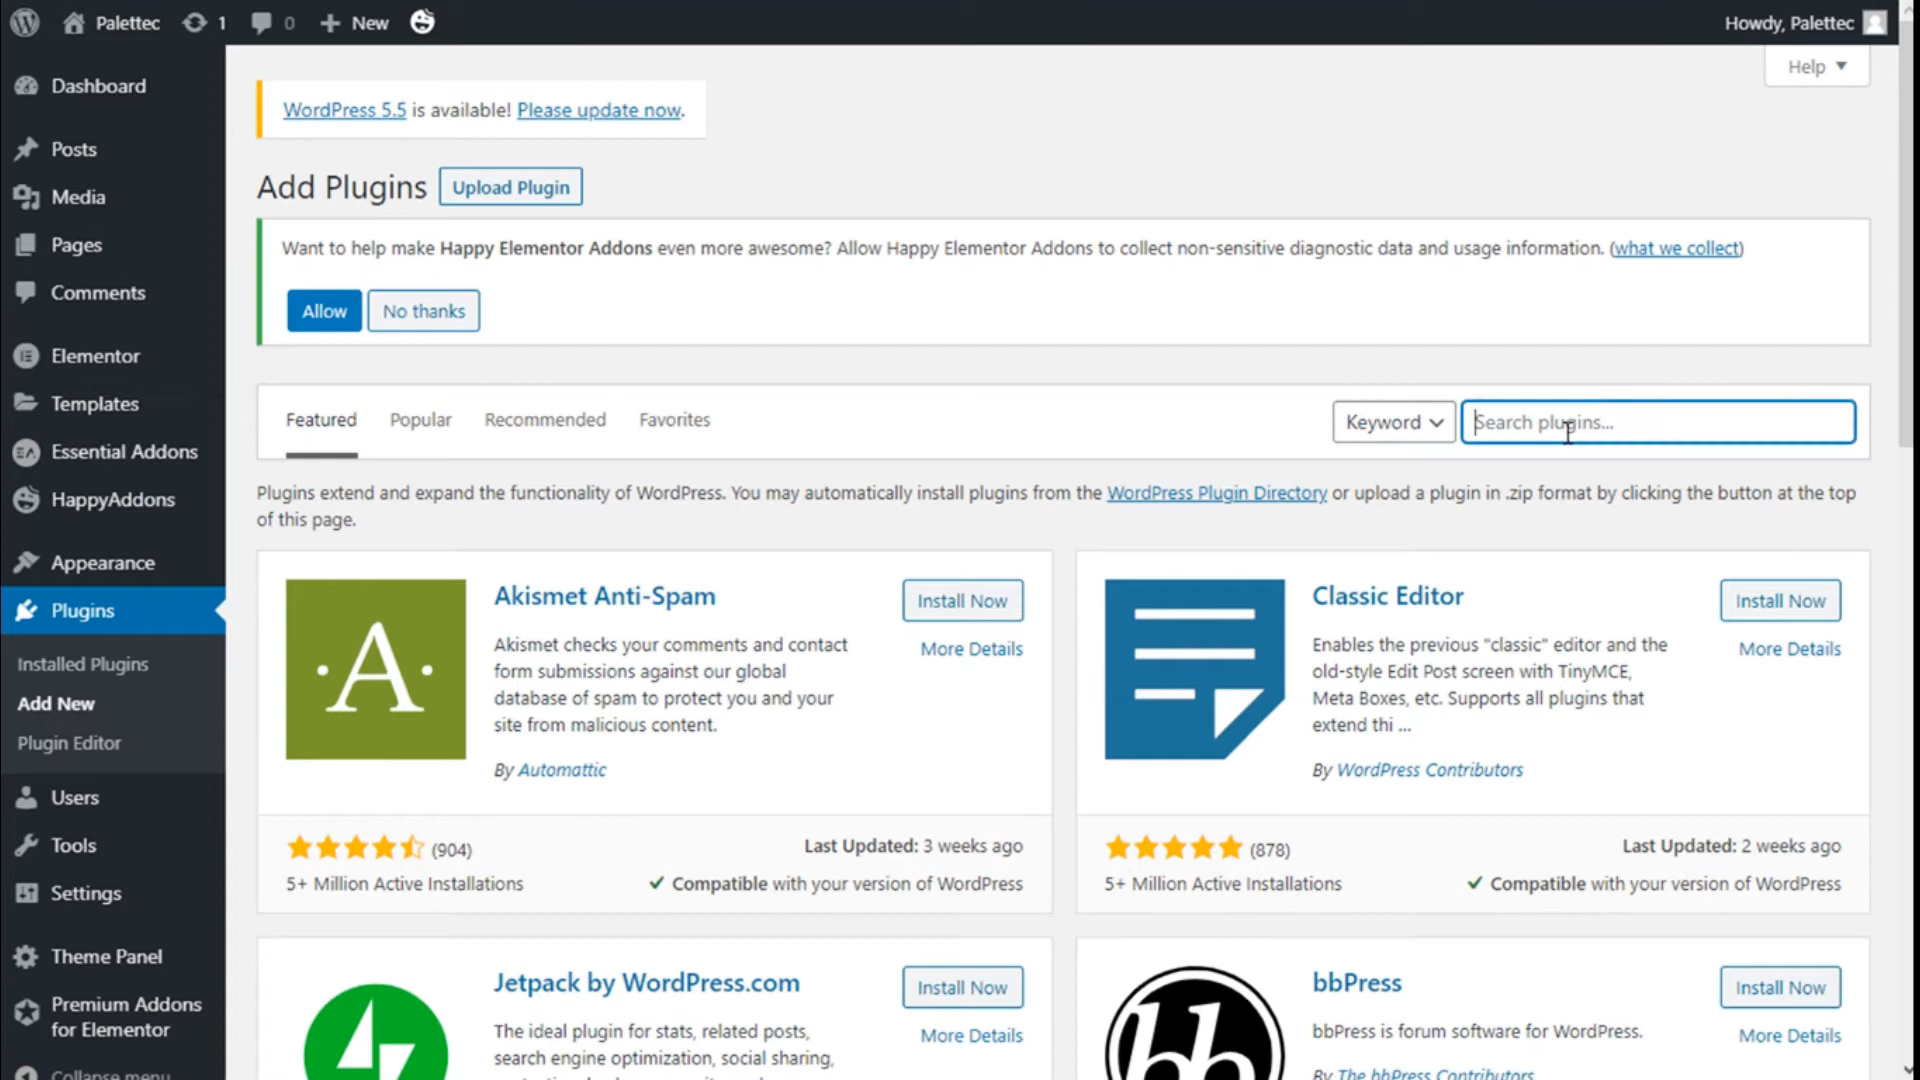 Palettec 1 0 New Howdy, Palettec
Help
Dashboard
Posts
Media
Pages
Comments
Elementor
Templates
Essential Addons
HappyAddons
Appearance
Plugins
Installed Plugins
Add New
Plugin Editor
Users
Tools
Settings
Theme Panel
Premium Addons
for Elementor
Collapse menu
WordPress 5.5 is available! Please update now.
Add Plugins Upload Plugin
Want to help make Happy Elementor Addons even more awesome? Allow Happy Elementor Addons to collect non-sensitive diagnostic data and usage information. (what we collect)
Allow No thanks
Featured Popular Recommended Favorites Keyword Search plugins...
Plugins extend and expand the functionality of WordPress. You may automatically install plugins from the WordPress Plugin Directory or upload a plugin in .zip format by clicking the button at the top
of this page.
A
Akismet Anti-Spam
Install Now
More Details
Akismet checks your comments and contact
form submissions against our global
database of spam to protect you and your
site from malicious content.
By Automattic
(904)
Last Updated: 3 weeks ago
5+ Million Active Installations
Compatible with your version of WordPress
Classic Editor
Install Now
More Details
Enables the previous "classic" editor and the
old-style Edit Post screen with TinyMCE,
Meta Boxes, etc. Supports all plugins that
extend thi ...
By WordPress Contributors
(878)
Last Updated: 2 weeks ago
5+ Million Active Installations
Compatible with your version of WordPress
Jetpack by WordPress.com
Install Now
More Details
The ideal plugin for stats, related posts,
search engine optimization, social sharing,
bb
bbPress
Install Now
More Details
bbPress is forum software for WordPress.
By The bbPress Contributors